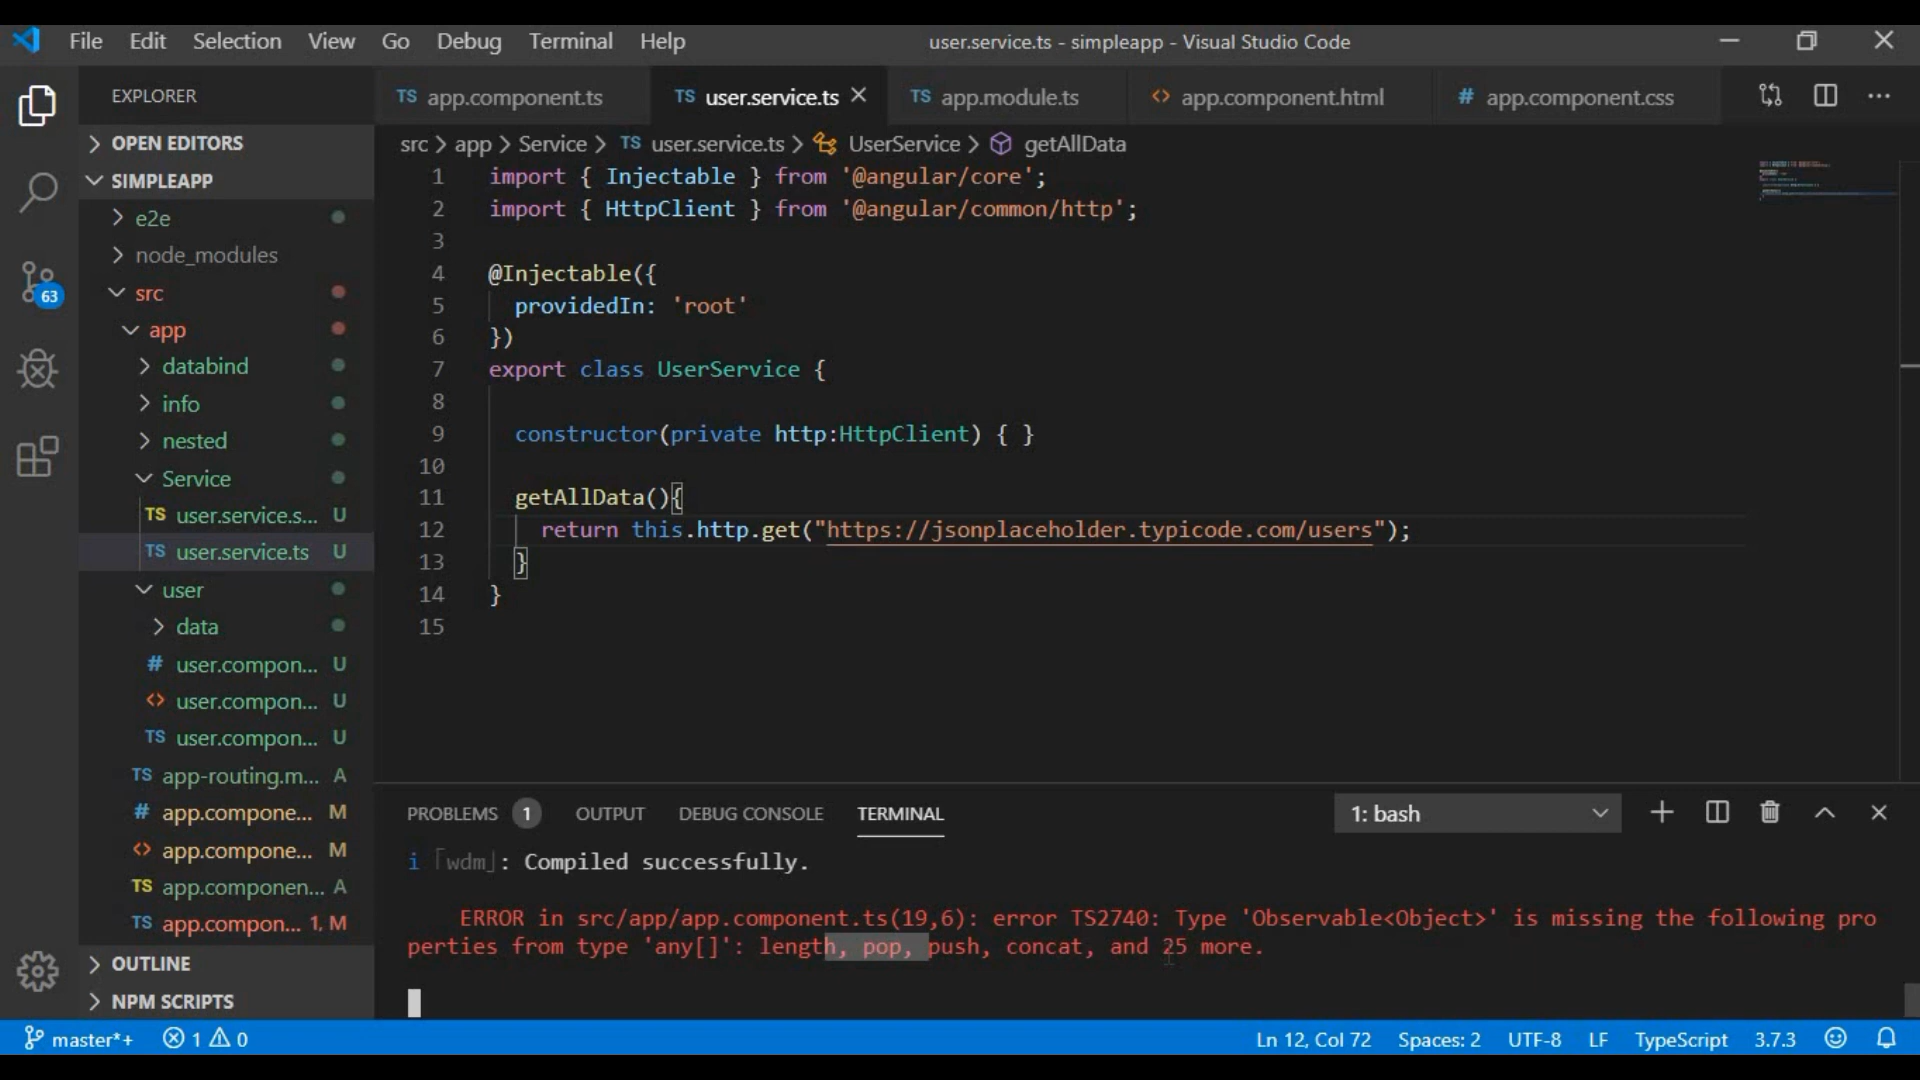 File Edit Selection View Go Debug Terminal Help
user.service.ts - simpleapp - Visual Studio Code
EXPLORER
TS app.component.ts
TS user.service.ts
TS app.module.ts
<> app.component.html
# app.component.css
OPEN EDITORS
SIMPLEAPP
e2e
node_modules
src
app
databind
info
nested
Service
TS user.service.s... U
TS user.service.ts U
user
data
# user.compon... U
<> user.compon... U
TS user.compon... U
TS app-routing.m... A
# app.compone... M
<> app.compone... M
TS app.componen... A
TS app.compon... 1, M
OUTLINE
NPM SCRIPTS
63
src > app > Service > TS user.service.ts > UserService > getAllData
1 import { Injectable } from '@angular/core';
2 import { HttpClient } from '@angular/common/http';
3
4 @Injectable({
5 providedIn: 'root'
6 })
7 export class UserService {
8
9 constructor(private http:HttpClient) { }
10
11 getAllData(){
12 return this.http.get("https://jsonplaceholder.typicode.com/users");
13 }
14 }
15
PROBLEMS 1 OUTPUT DEBUG CONSOLE TERMINAL
1: bash
i ｢wdm｣: Compiled successfully.
ERROR in src/app/app.component.ts(19,6): error TS2740: Type 'Observable<Object>' is missing the following pro
perties from type 'any[]': length, pop, push, concat, and 25 more.
master*+ 1 0
Ln 12, Col 72 Spaces: 2 UTF-8 LF TypeScript 3.7.3